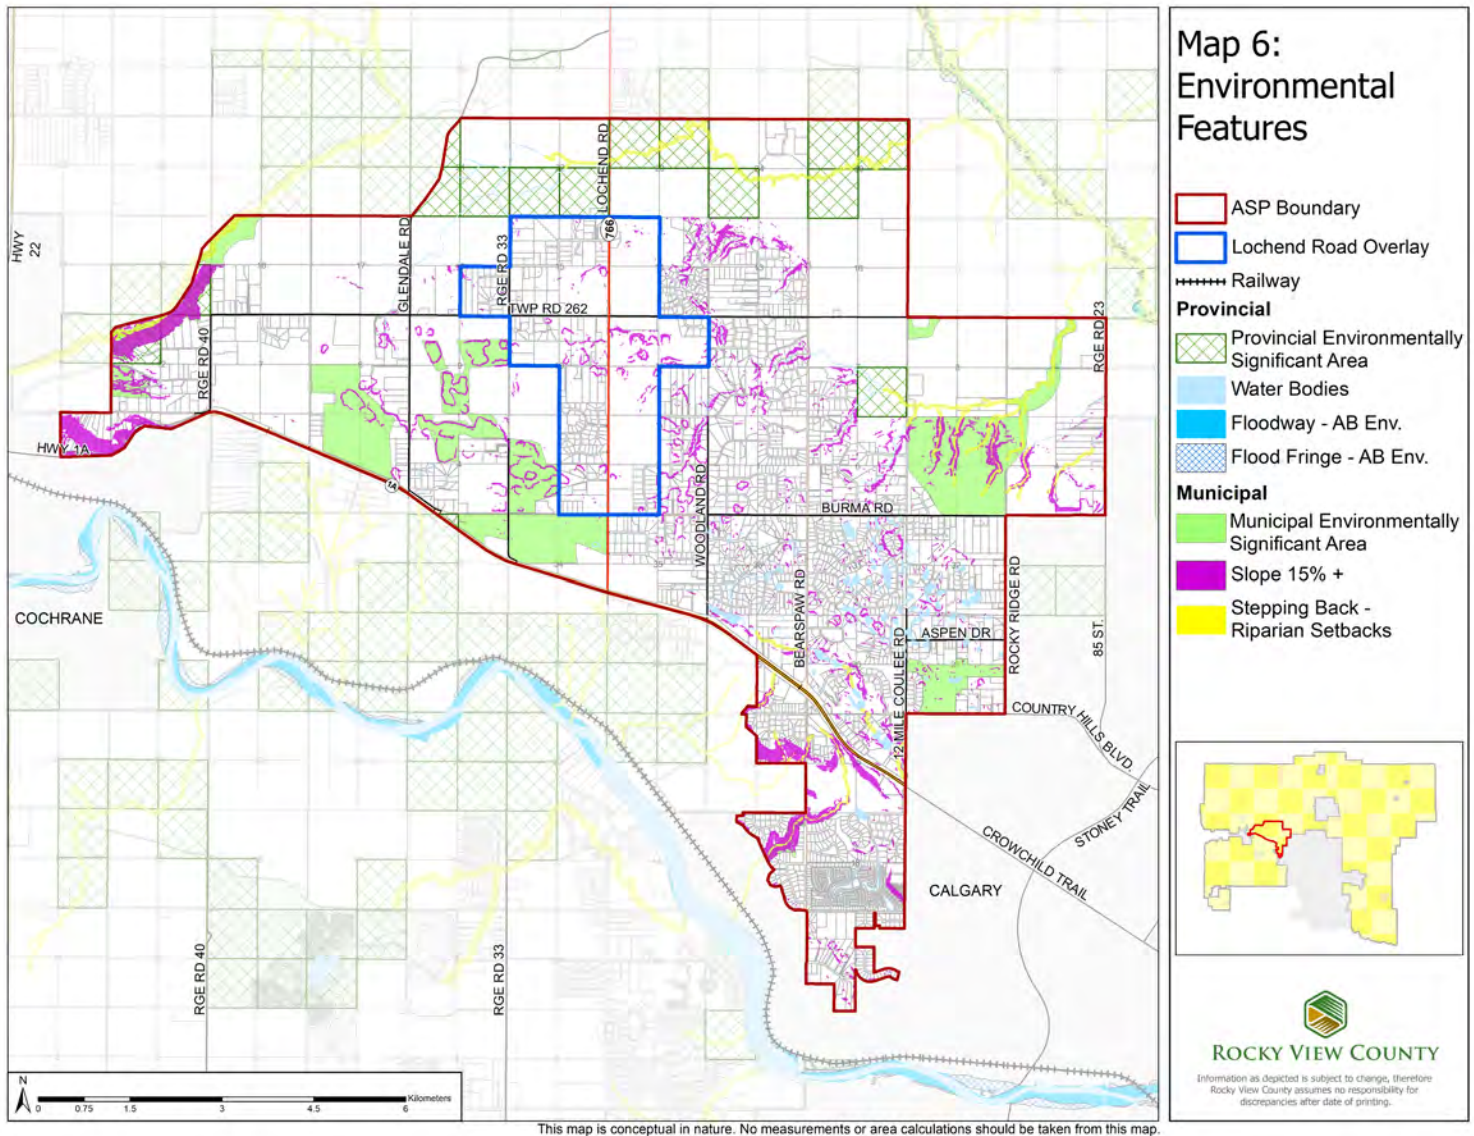 Map 6:
Environmental
Features
ASP Boundary
Lochend Road Overlay
Railway
Provincial
Provincial Environmentally
Significant Area
Water Bodies
Floodway - AB Env.
Flood Fringe - AB Env.
Municipal
Municipal Environmentally
Significant Area
Slope 15% +
Stepping Back -
Riparian Setbacks
ROCKY VIEW COUNTY
Information as depicted is subject to change, therefore
Rocky View County assumes no responsibility for
discrepancies after date of printing.
HWY
22
GLENDALE RD
RGE RD 33
LOCHEND RD
766
TWP RD 262
RGE RD 40
RGE RD 23
HWY 1A
1A
WOODLAND RD
BURMA RD
BEARSPAW RD
12 MILE COULEE RD
ASPEN DR
ROCKY RIDGE RD
85 ST.
COCHRANE
COUNTRY HILLS BLVD.
STONEY TRAIL
CROWCHILD TRAIL
CALGARY
RGE RD 40
RGE RD 33
N
0 0.75 1.5 3 4.5 6 Kilometers
This map is conceptual in nature. No measurements or area calculations should be taken from this map.